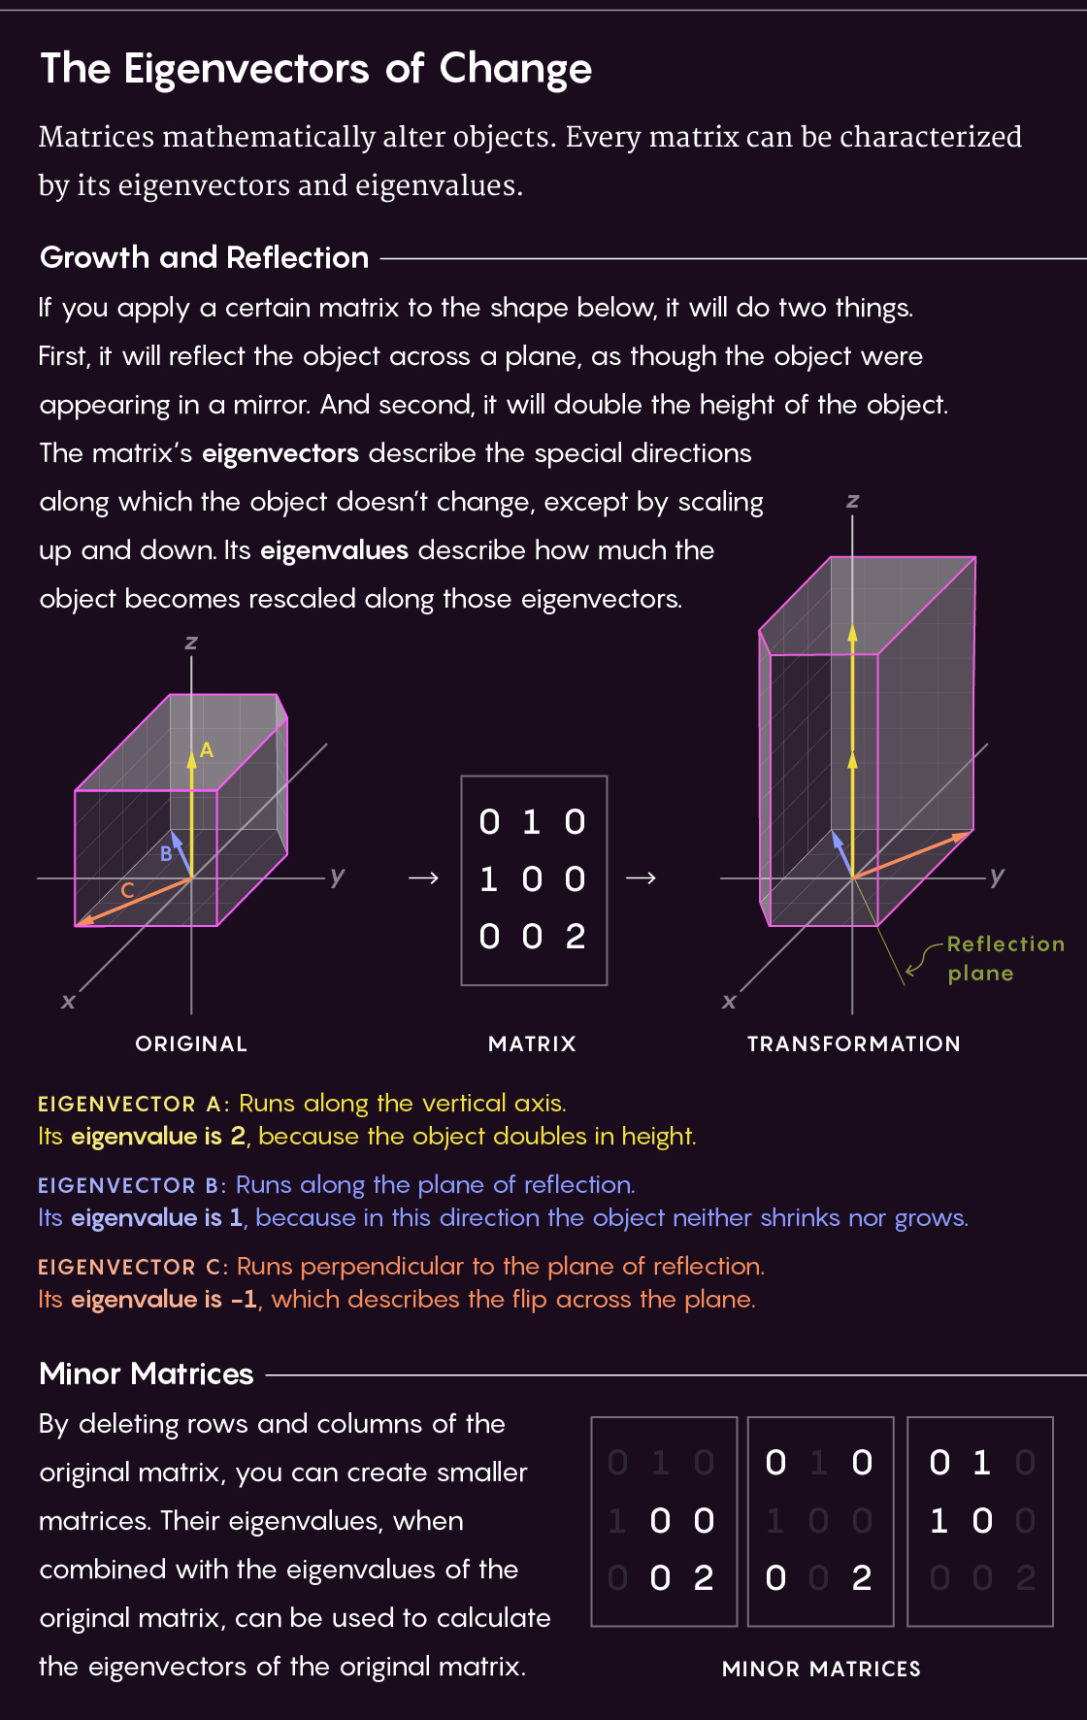 The Eigenvectors of Change
Matrices mathematically alter objects. Every matrix can be characterized
by its eigenvectors and eigenvalues.
Growth and Reflection
If you apply a certain matrix to the shape below, it will do two things.
First, it will reflect the object across a plane, as though the object were
appearing in a mirror. And second, it will double the height of the object.
The matrix’s eigenvectors describe the special directions
along which the object doesn’t change, except by scaling
up and down. Its eigenvalues describe how much the
object becomes rescaled along those eigenvectors.
z
A
B
C
y
x
ORIGINAL
0 1 0
1 0 0
0 0 2
MATRIX
z
y
x
Reflection
plane
TRANSFORMATION
EIGENVECTOR A: Runs along the vertical axis.
Its eigenvalue is 2, because the object doubles in height.
EIGENVECTOR B: Runs along the plane of reflection.
Its eigenvalue is 1, because in this direction the object neither shrinks nor grows.
EIGENVECTOR C: Runs perpendicular to the plane of reflection.
Its eigenvalue is -1, which describes the flip across the plane.
Minor Matrices
By deleting rows and columns of the
original matrix, you can create smaller
matrices. Their eigenvalues, when
combined with the eigenvalues of the
original matrix, can be used to calculate
the eigenvectors of the original matrix.
0 1 0
1 0 0
0 0 2
0 1 0
1 0 0
0 0 2
0 1 0
1 0 0
0 0 2
MINOR MATRICES